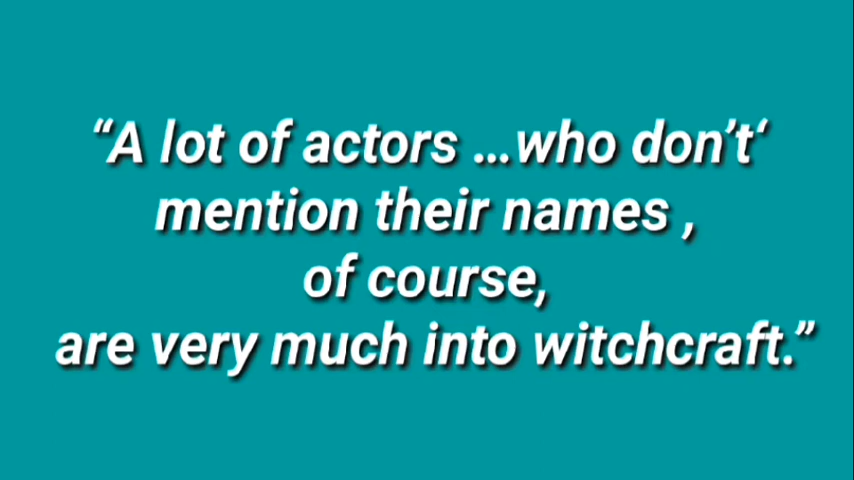 “A lot of actors ...who don’t‘
mention their names ,
of course,
are very much into witchcraft.”